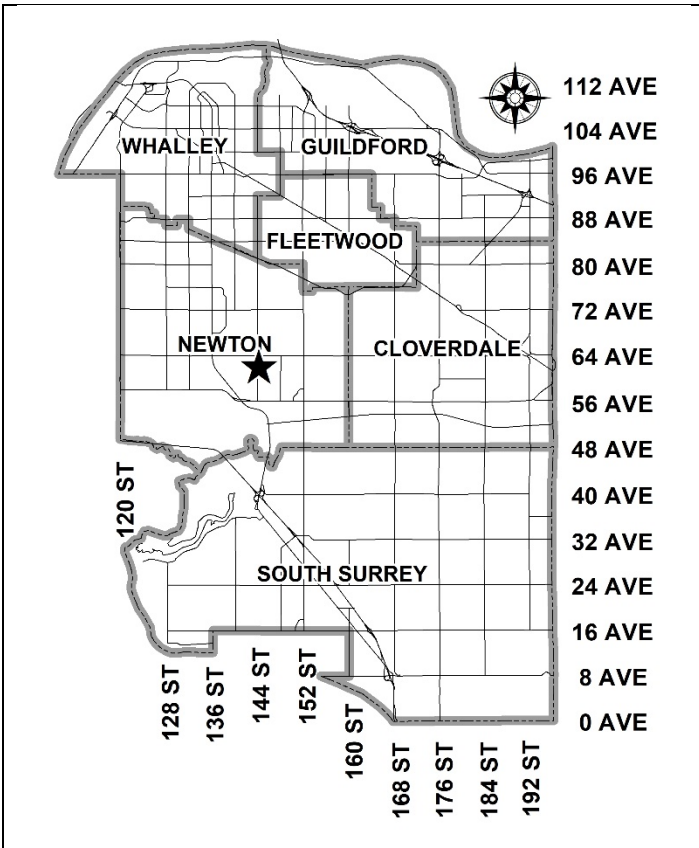 112 AVE
104 AVE
WHALLEY
GUILDFORD
96 AVE
88 AVE
FLEETWOOD
80 AVE
72 AVE
NEWTON
CLOVERDALE
64 AVE
56 AVE
48 AVE
120 ST
40 AVE
32 AVE
SOUTH SURREY
24 AVE
16 AVE
8 AVE
128 ST
136 ST
144 ST
152 ST
160 ST
0 AVE
168 ST
176 ST
184 ST
192 ST